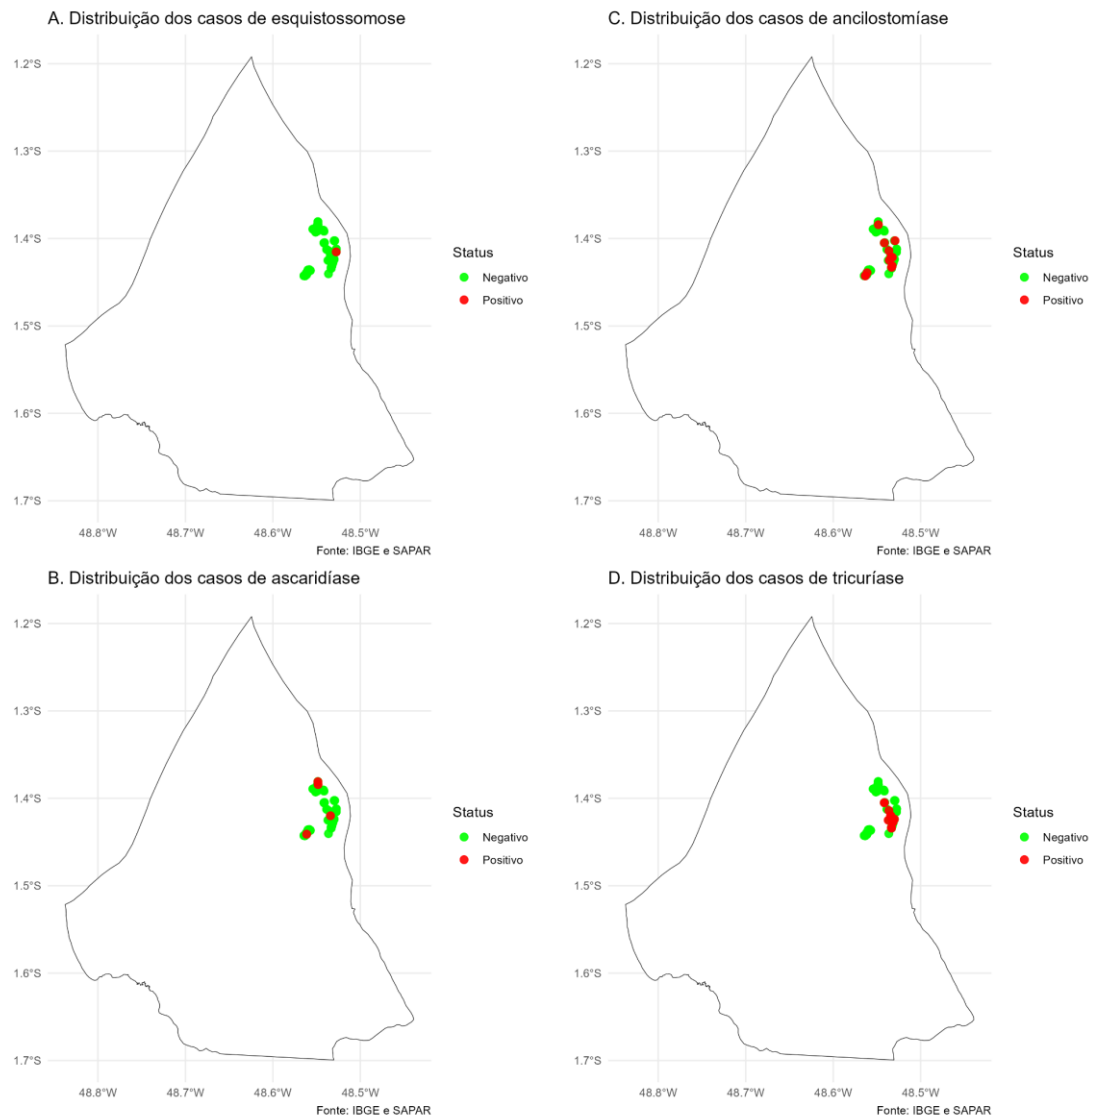 A. Distribuição dos casos de esquistossomose
1.2°S
1.3°S
1.4°S
1.5°S
1.6°S
1.7°S
48.8°W 48.7°W 48.6°W 48.5°W
Status
Negativo
Positivo
Fonte: IBGE e SAPAR
C. Distribuição dos casos de ancilostomíase
1.2°S
1.3°S
1.4°S
1.5°S
1.6°S
1.7°S
48.8°W 48.7°W 48.6°W 48.5°W
Status
Negativo
Positivo
Fonte: IBGE e SAPAR
B. Distribuição dos casos de ascaridíase
1.2°S
1.3°S
1.4°S
1.5°S
1.6°S
1.7°S
48.8°W 48.7°W 48.6°W 48.5°W
Status
Negativo
Positivo
Fonte: IBGE e SAPAR
D. Distribuição dos casos de tricuríase
1.2°S
1.3°S
1.4°S
1.5°S
1.6°S
1.7°S
48.8°W 48.7°W 48.6°W 48.5°W
Status
Negativo
Positivo
Fonte: IBGE e SAPAR